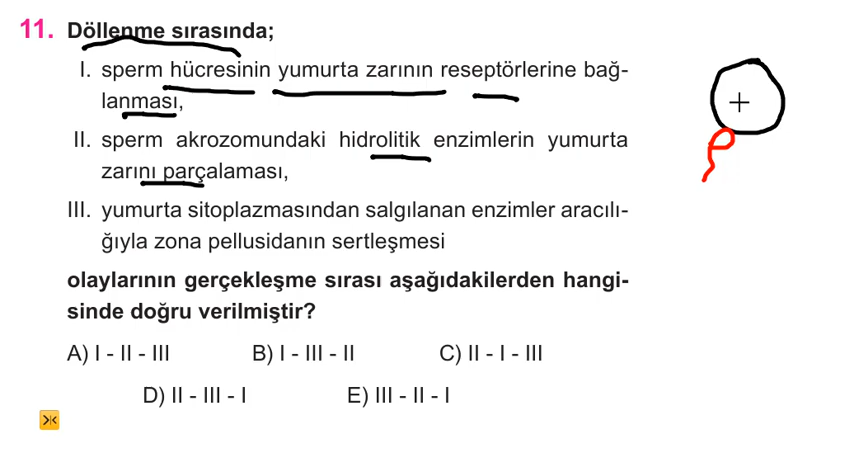 11. Döllenme sırasında;
I. sperm hücresinin yumurta zarının reseptörlerine bağ-
lanması,
II. sperm akrozomundaki hidrolitik enzimlerin yumurta
zarını parçalaması,
III. yumurta sitoplazmasından salgılanan enzimler aracılı-
ğıyla zona pellusidanın sertleşmesi
olaylarının gerçekleşme sırası aşağıdakilerden hangi-
sinde doğru verilmiştir?
A) I - II - III B) I - III - II C) II - I - III
D) II - III - I E) III - II - I